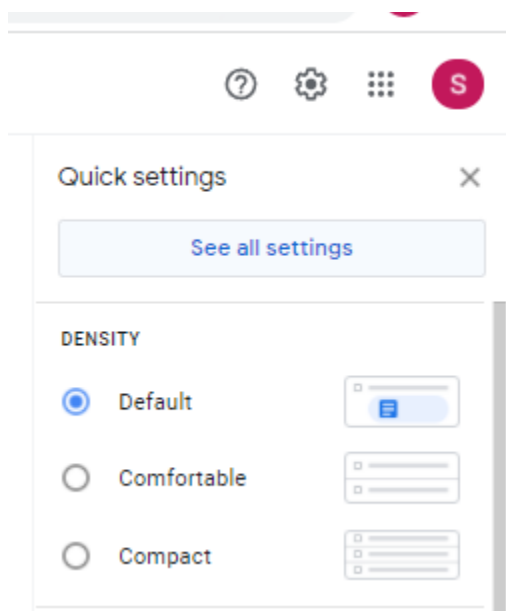 S
Quick settings
See all settings
DENSITY
Default
Comfortable
Compact